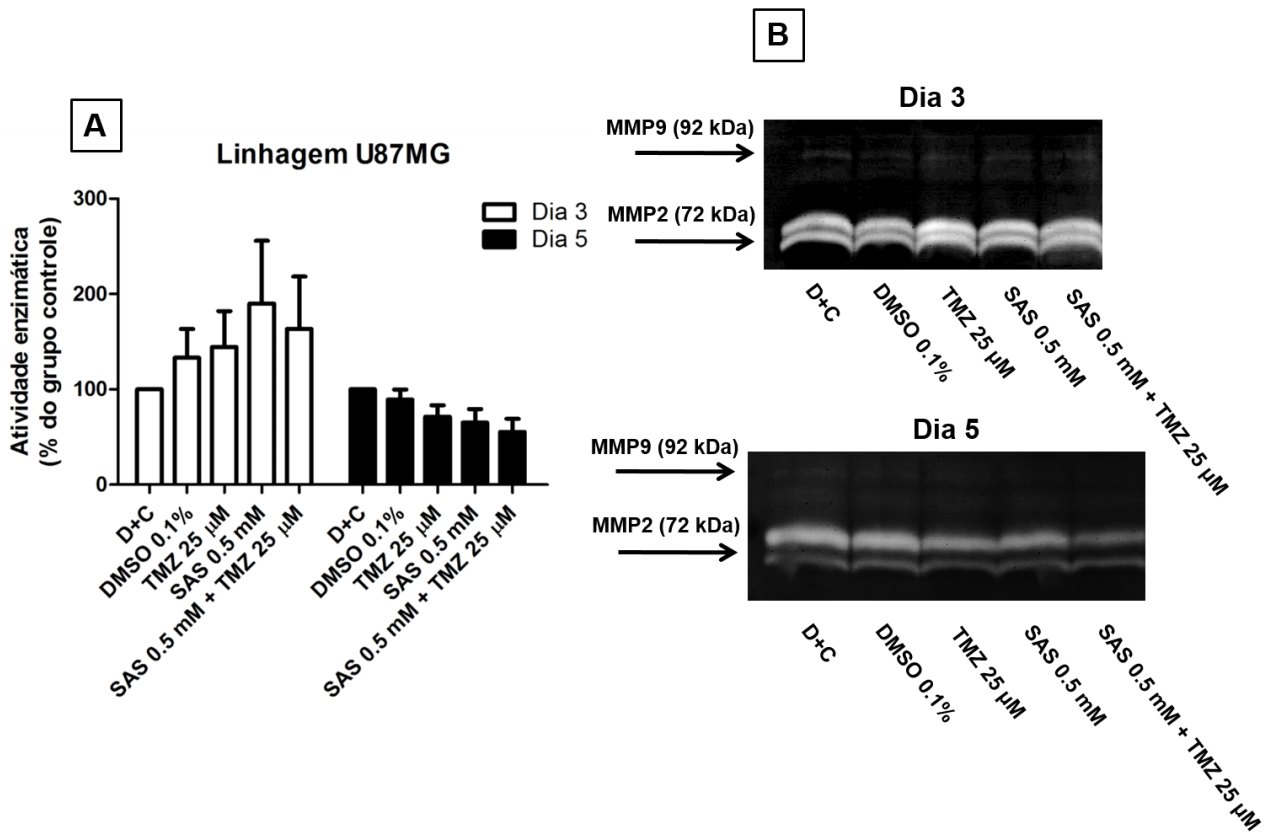 A
Linhagem U87MG
Atividade enzimática
(% do grupo controle)
300
200
100
0
Dia 3
Dia 5
D+C
DMSO 0.1%
TMZ 25 µM
SAS 0.5 mM
SAS 0.5 mM + TMZ 25 µM
D+C
DMSO 0.1%
TMZ 25 µM
SAS 0.5 mM
SAS 0.5 mM + TMZ 25 µM
B
Dia 3
MMP9 (92 kDa)
MMP2 (72 kDa)
D+C
DMSO 0.1%
TMZ 25 µM
SAS 0.5 mM
SAS 0.5 mM + TMZ 25 µM
Dia 5
MMP9 (92 kDa)
MMP2 (72 kDa)
D+C
DMSO 0.1%
TMZ 25 µM
SAS 0.5 mM
SAS 0.5 mM + TMZ 25 µM